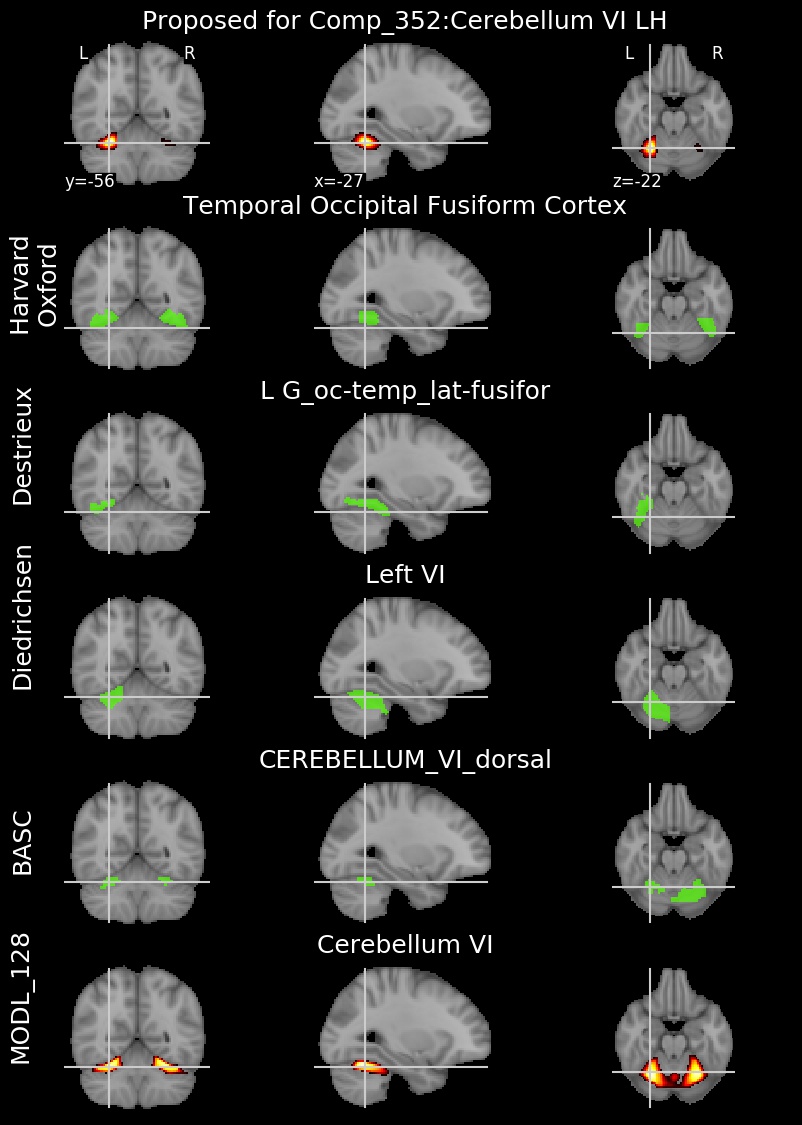 Proposed for Comp_352:Cerebellum VI LH
L R
L R
y=-56
x=-27
z=-22
Temporal Occipital Fusiform Cortex
Harvard
Oxford
L G_oc-temp_lat-fusifor
Destrieux
Left VI
Diedrichsen
CEREBELLUM_VI_dorsal
BASC
Cerebellum VI
MODL_128